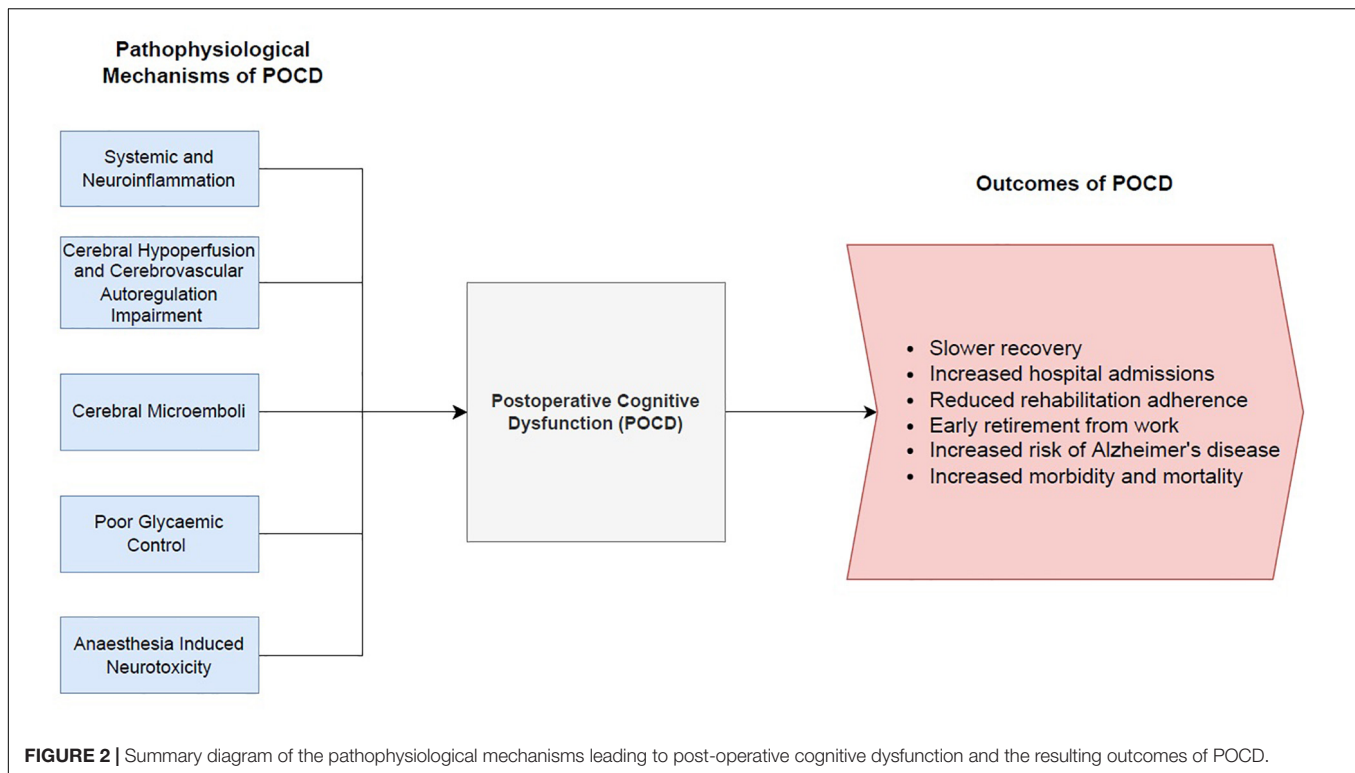 Pathophysiological
Mechanisms of POCD
Systemic and
Neuroinflammation
Cerebral Hypoperfusion
and Cerebrovascular
Autoregulation
Impairment
Cerebral Microemboli
Poor Glycaemic
Control
Anaesthesia Induced
Neurotoxicity
Postoperative Cognitive
Dysfunction (POCD)
Outcomes of POCD
• Slower recovery
• Increased hospital admissions
• Reduced rehabilitation adherence
• Early retirement from work
• Increased risk of Alzheimer's disease
• Increased morbidity and mortality
FIGURE 2 | Summary diagram of the pathophysiological mechanisms leading to post-operative cognitive dysfunction and the resulting outcomes of POCD.